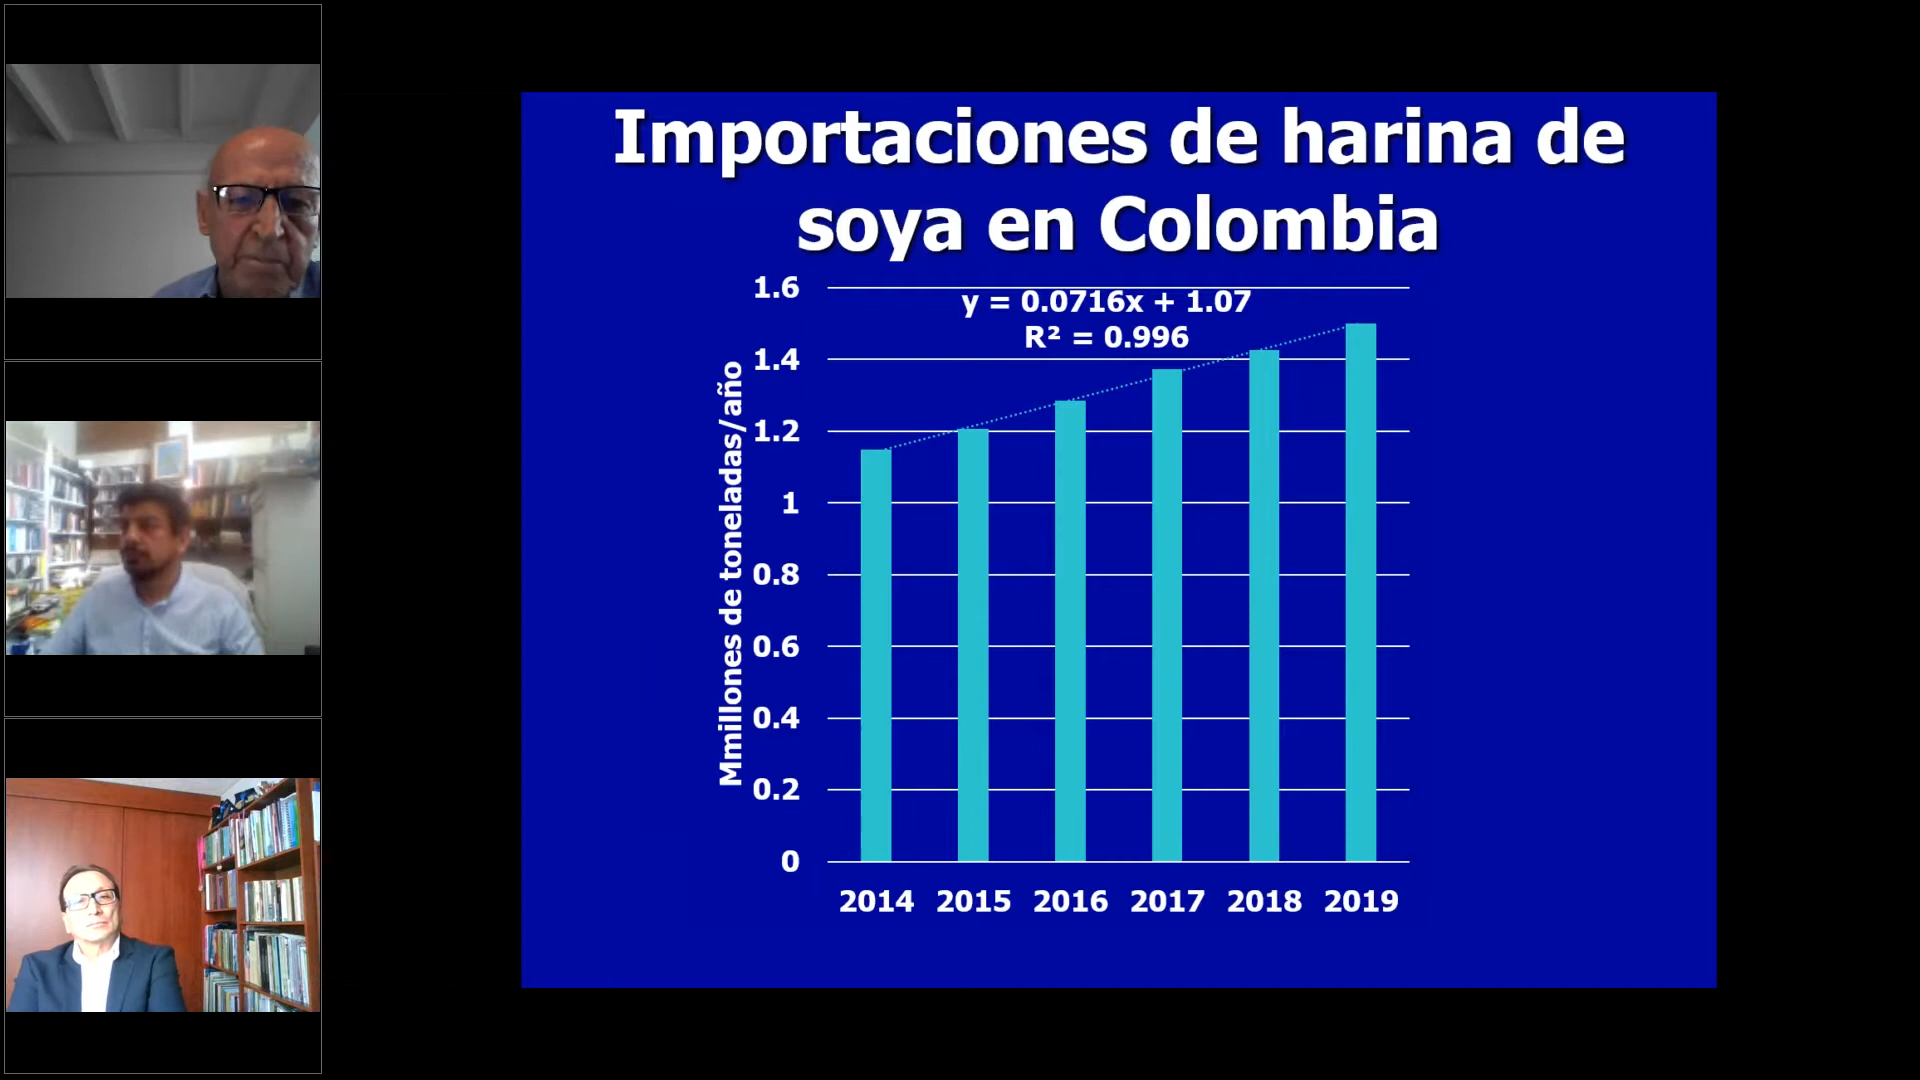 Importaciones de harina de
soya en Colombia
y = 0.0716x + 1.07
R² = 0.996
Mmillones de toneladas/año
1.6
1.4
1.2
1
0.8
0.6
0.4
0.2
0
2014 2015 2016 2017 2018 2019